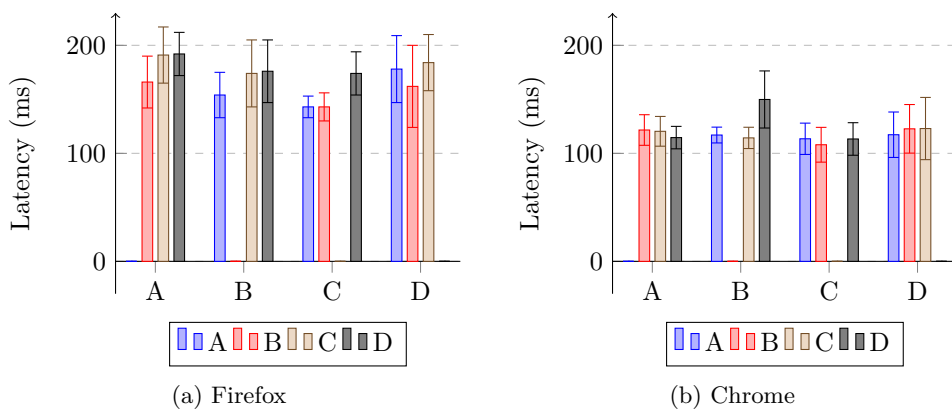 200
100
0
Latency (ms)
A B C D
A B C D
(a) Firefox
200
100
0
Latency (ms)
A B C D
A B C D
(b) Chrome